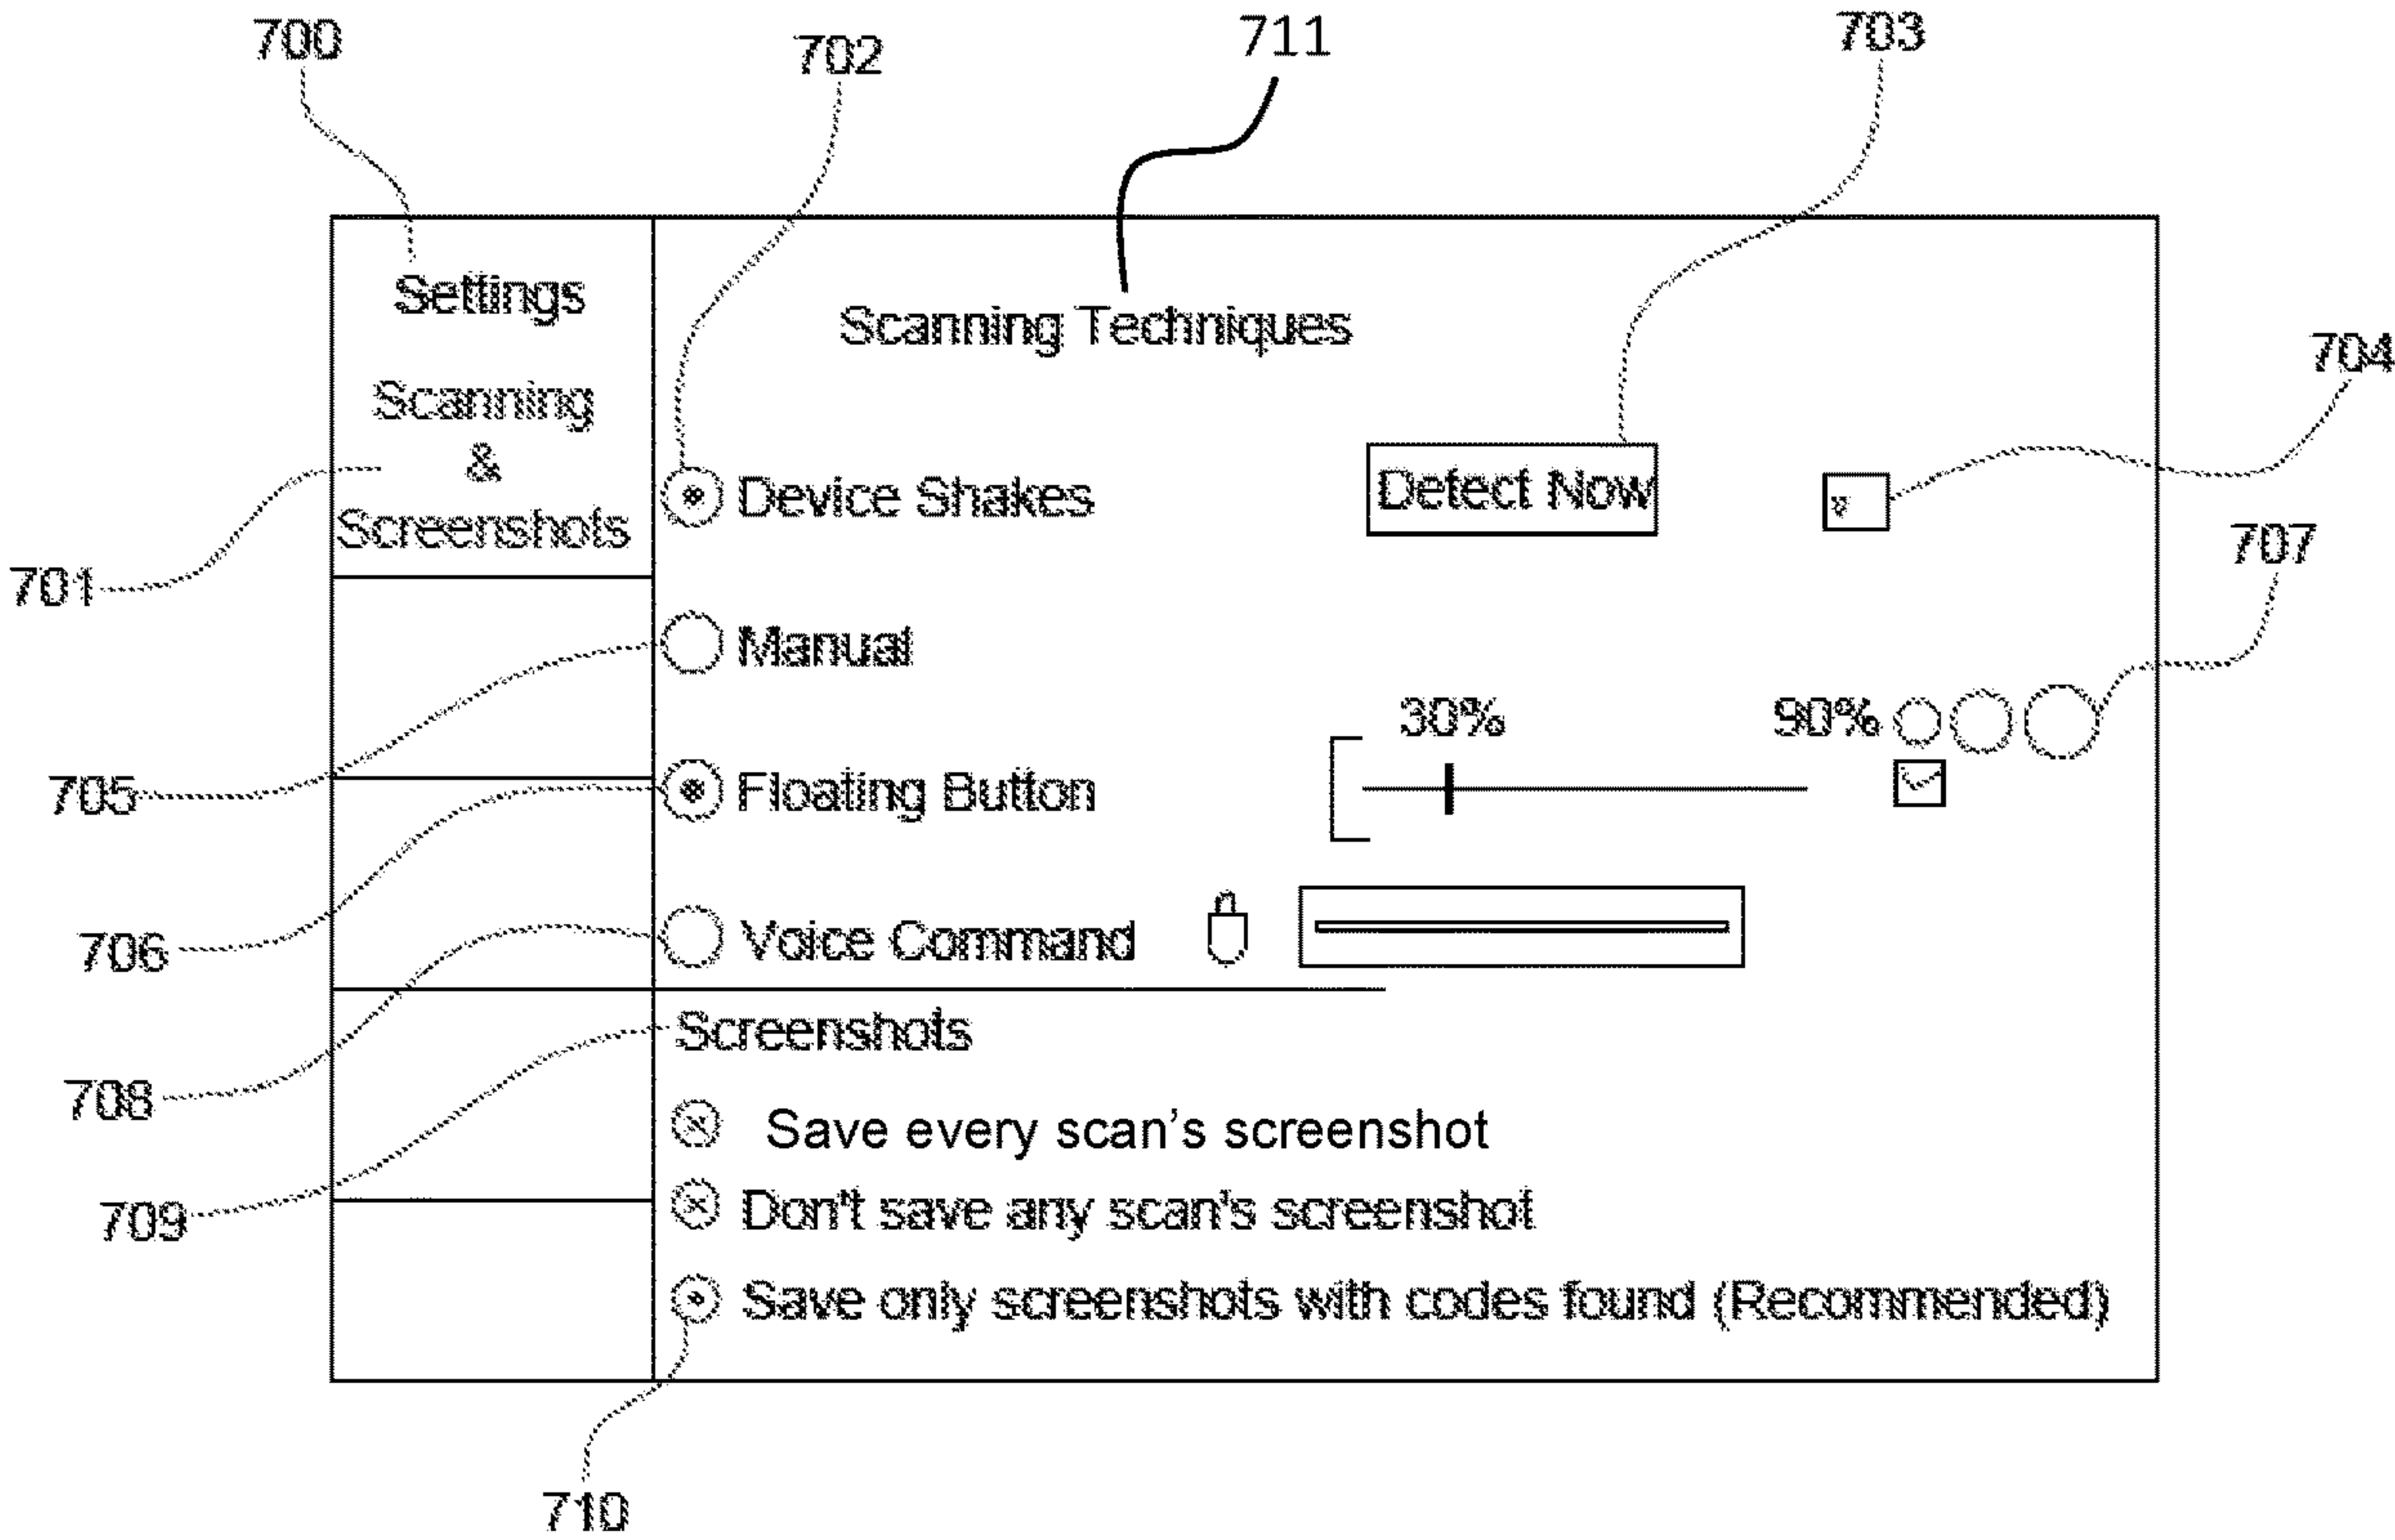 700
702
711
703
Settings
Scanning Techniques
704
Scanning
&
Screenshots
Device Shakes
Detect Now
707
701
Manual
30%
90%
705
Floating Button
706
Voice Command
Screenshots
708
Save every scan's screenshot
709
Don't save any scan's screenshot
Save only screenshots with codes found (Recommended)
710